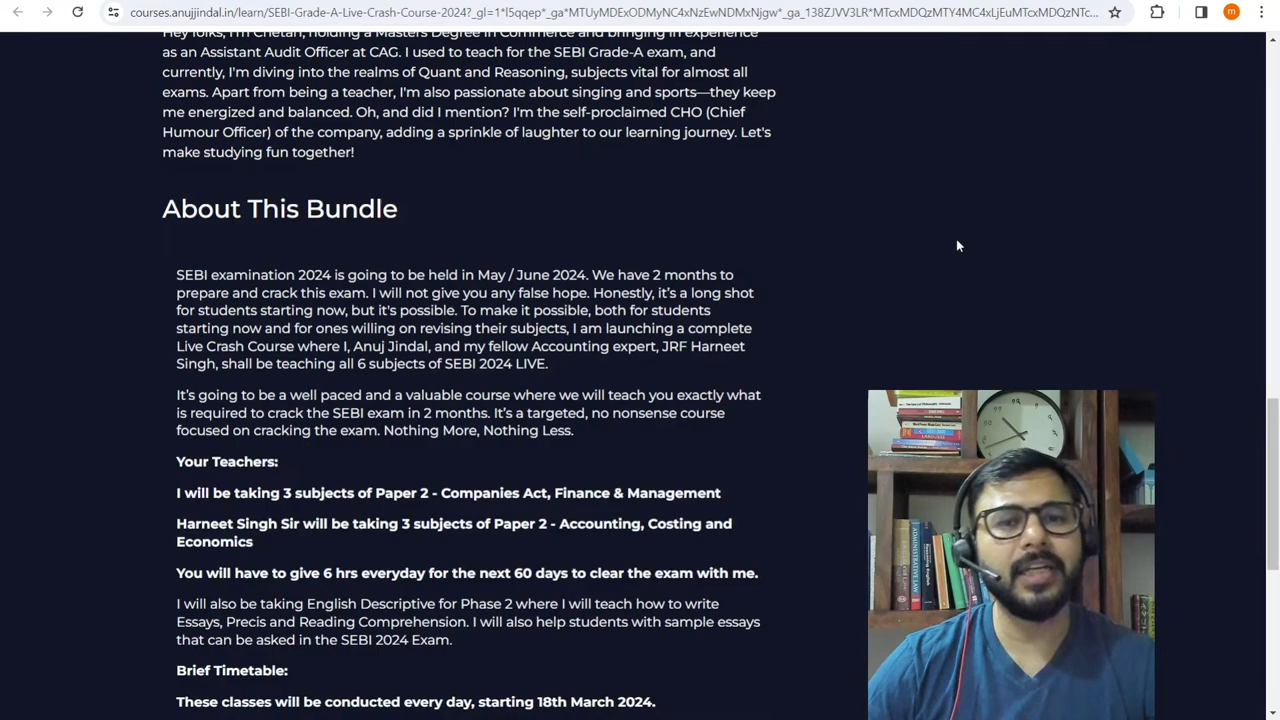 courses.anujjindal.in/learn/SEBI-Grade-A-Live-Crash-Course-2024?_gl=1*l5qqep*_ga*MTUyMDExODMyNC4xNzEwNDMxNjgw*_ga_138ZJVV3LR*MTcxMDQzMTY4MC4xLjEuMTcxMDQzNTc...
m
Hey folks, I'm Chetan, holding a Masters Degree in Commerce and bringing in experience
as an Assistant Audit Officer at CAG. I used to teach for the SEBI Grade-A exam, and
currently, I'm diving into the realms of Quant and Reasoning, subjects vital for almost all
exams. Apart from being a teacher, I'm also passionate about singing and sports—they keep
me energized and balanced. Oh, and did I mention? I'm the self-proclaimed CHO (Chief
Humour Officer) of the company, adding a sprinkle of laughter to our learning journey. Let's
make studying fun together!
About This Bundle
SEBI examination 2024 is going to be held in May / June 2024. We have 2 months to
prepare and crack this exam. I will not give you any false hope. Honestly, it's a long shot
for students starting now, but it's possible. To make it possible, both for students
starting now and for ones willing on revising their subjects, I am launching a complete
Live Crash Course where I, Anuj Jindal, and my fellow Accounting expert, JRF Harneet
Singh, shall be teaching all 6 subjects of SEBI 2024 LIVE.
It's going to be a well paced and a valuable course where we will teach you exactly what
is required to crack the SEBI exam in 2 months. It's a targeted, no nonsense course
focused on cracking the exam. Nothing More, Nothing Less.
Your Teachers:
I will be taking 3 subjects of Paper 2 - Companies Act, Finance & Management
Harneet Singh Sir will be taking 3 subjects of Paper 2 - Accounting, Costing and
Economics
You will have to give 6 hrs everyday for the next 60 days to clear the exam with me.
I will also be taking English Descriptive for Phase 2 where I will teach how to write
Essays, Precis and Reading Comprehension. I will also help students with sample essays
that can be asked in the SEBI 2024 Exam.
Brief Timetable:
These classes will be conducted every day, starting 18th March 2024.